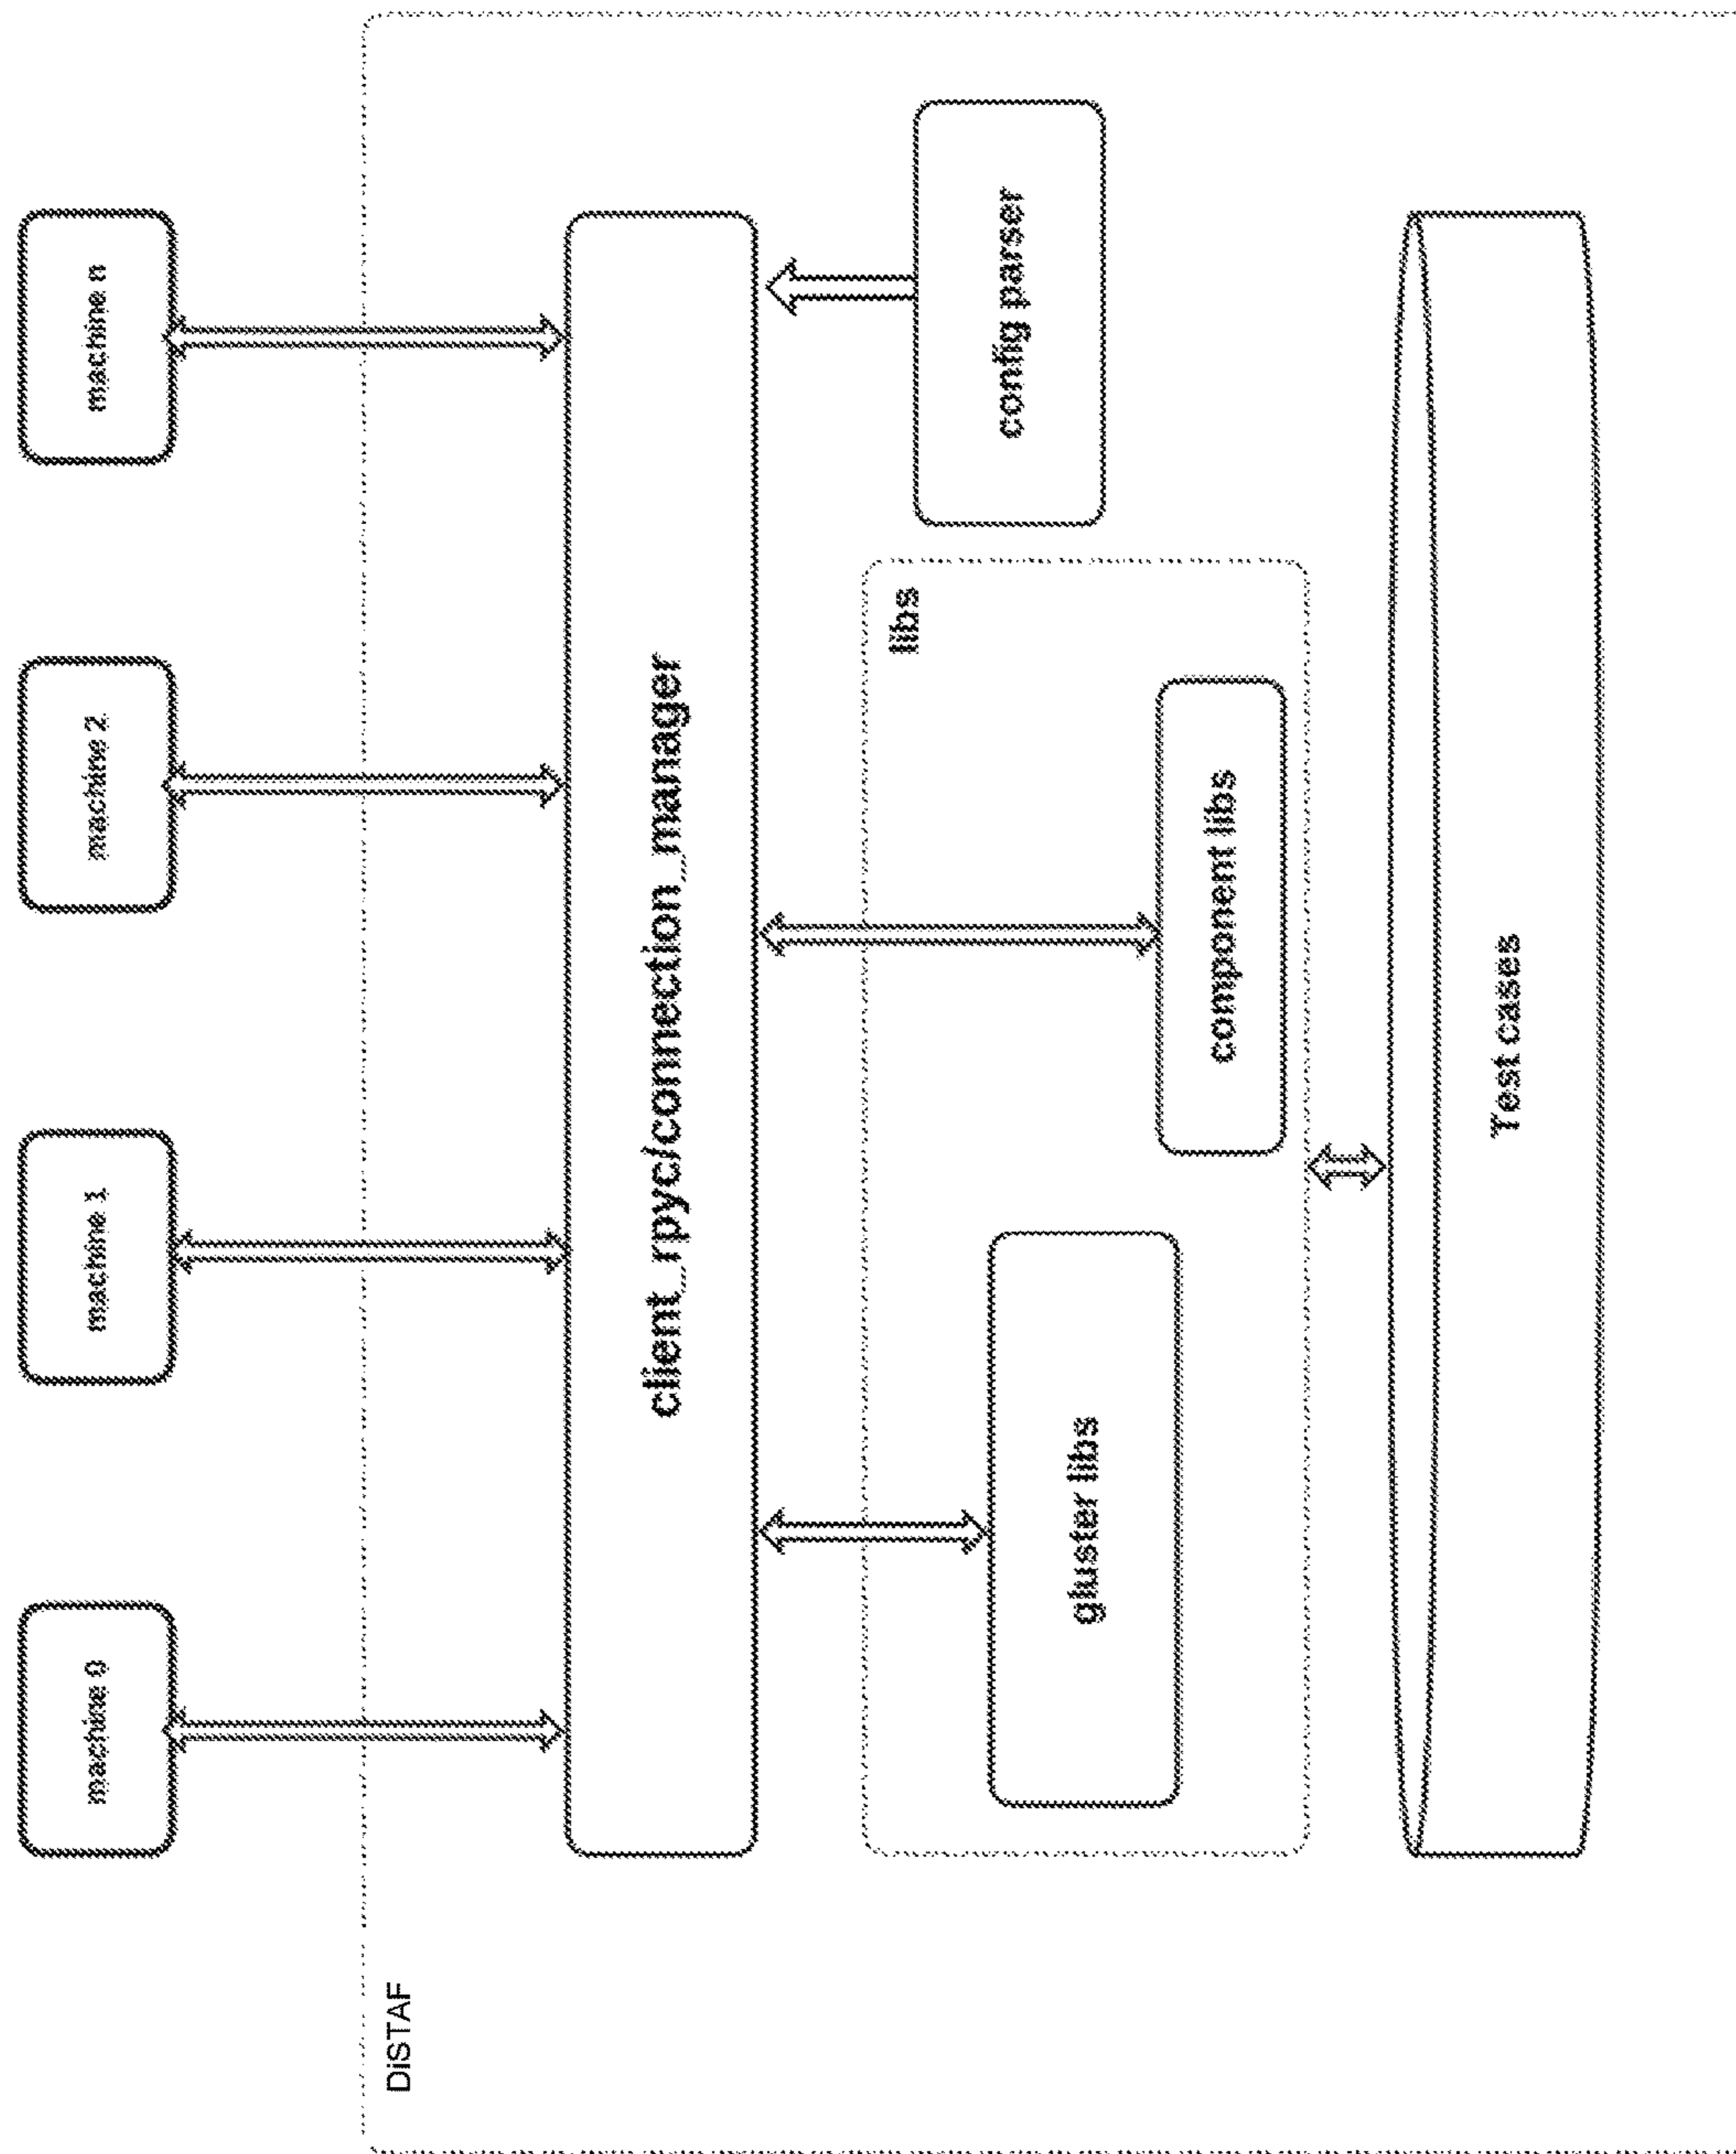 machine 0
machine 1
machine 2
machine n
DiSTAF
client_rpyc/connection_manager
libs
config parser
gluster libs
component libs
Test cases